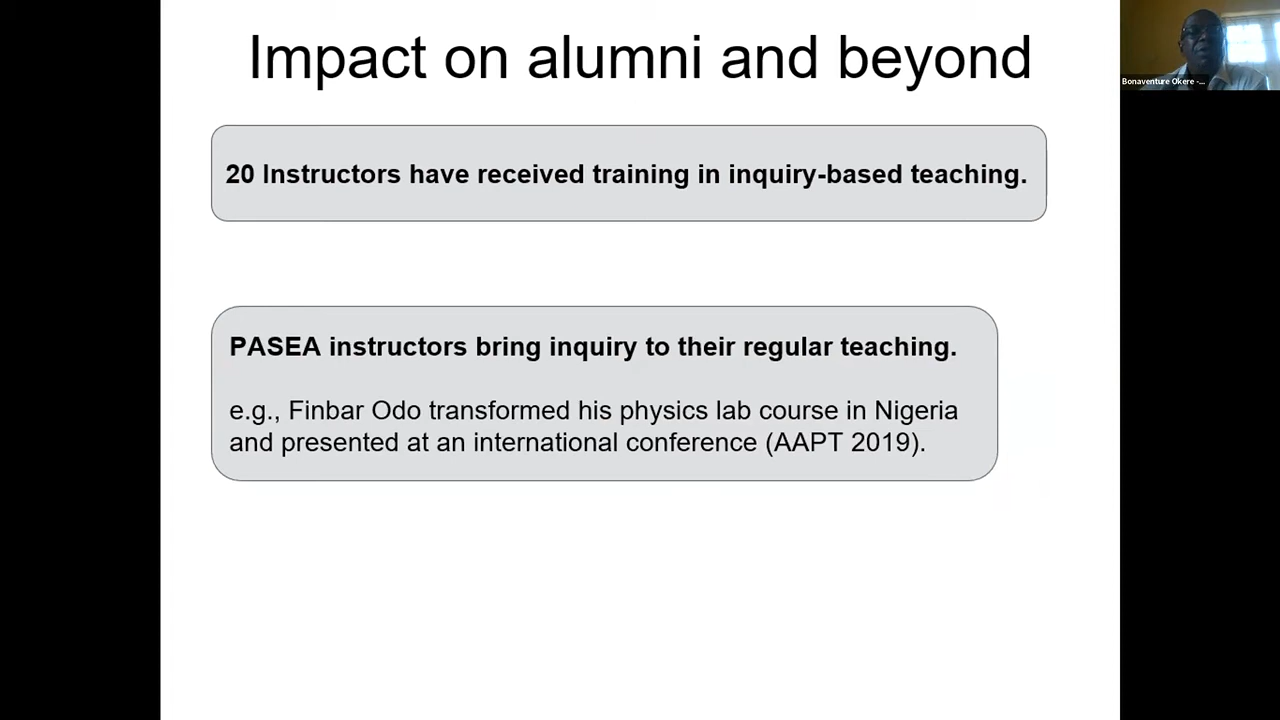 Impact on alumni and beyond
Bonaventure Okere -...
20 Instructors have received training in inquiry-based teaching.
PASEA instructors bring inquiry to their regular teaching.
e.g., Finbar Odo transformed his physics lab course in Nigeria
and presented at an international conference (AAPT 2019).